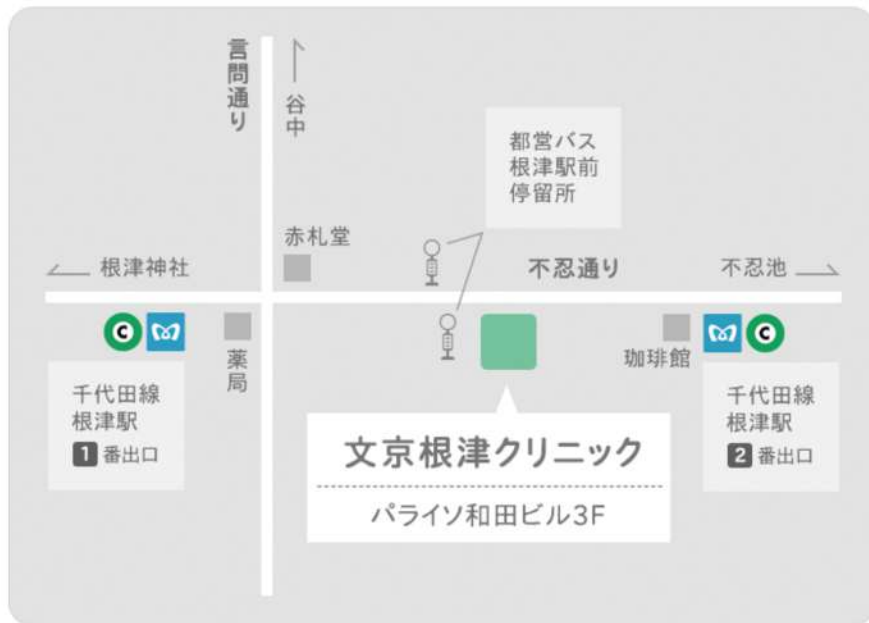 言問通り
谷中
都営バス
根津駅前
停留所
赤札堂
根津神社
不忍通り
不忍池
C
C
薬局
珈琲館
千代田線
根津駅
1 番出口
千代田線
根津駅
2 番出口
文京根津クリニック
パライソ和田ビル3F